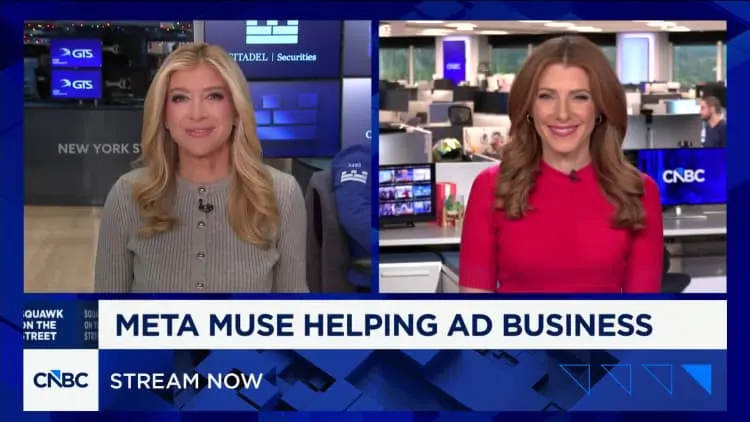 GTS
GTS
CITADEL | Securities
NEW YORK S
CNBC
CNBC
SQUAWK
ON THE
STREET
META MUSE HELPING AD BUSINESS
CNBC
STREAM NOW